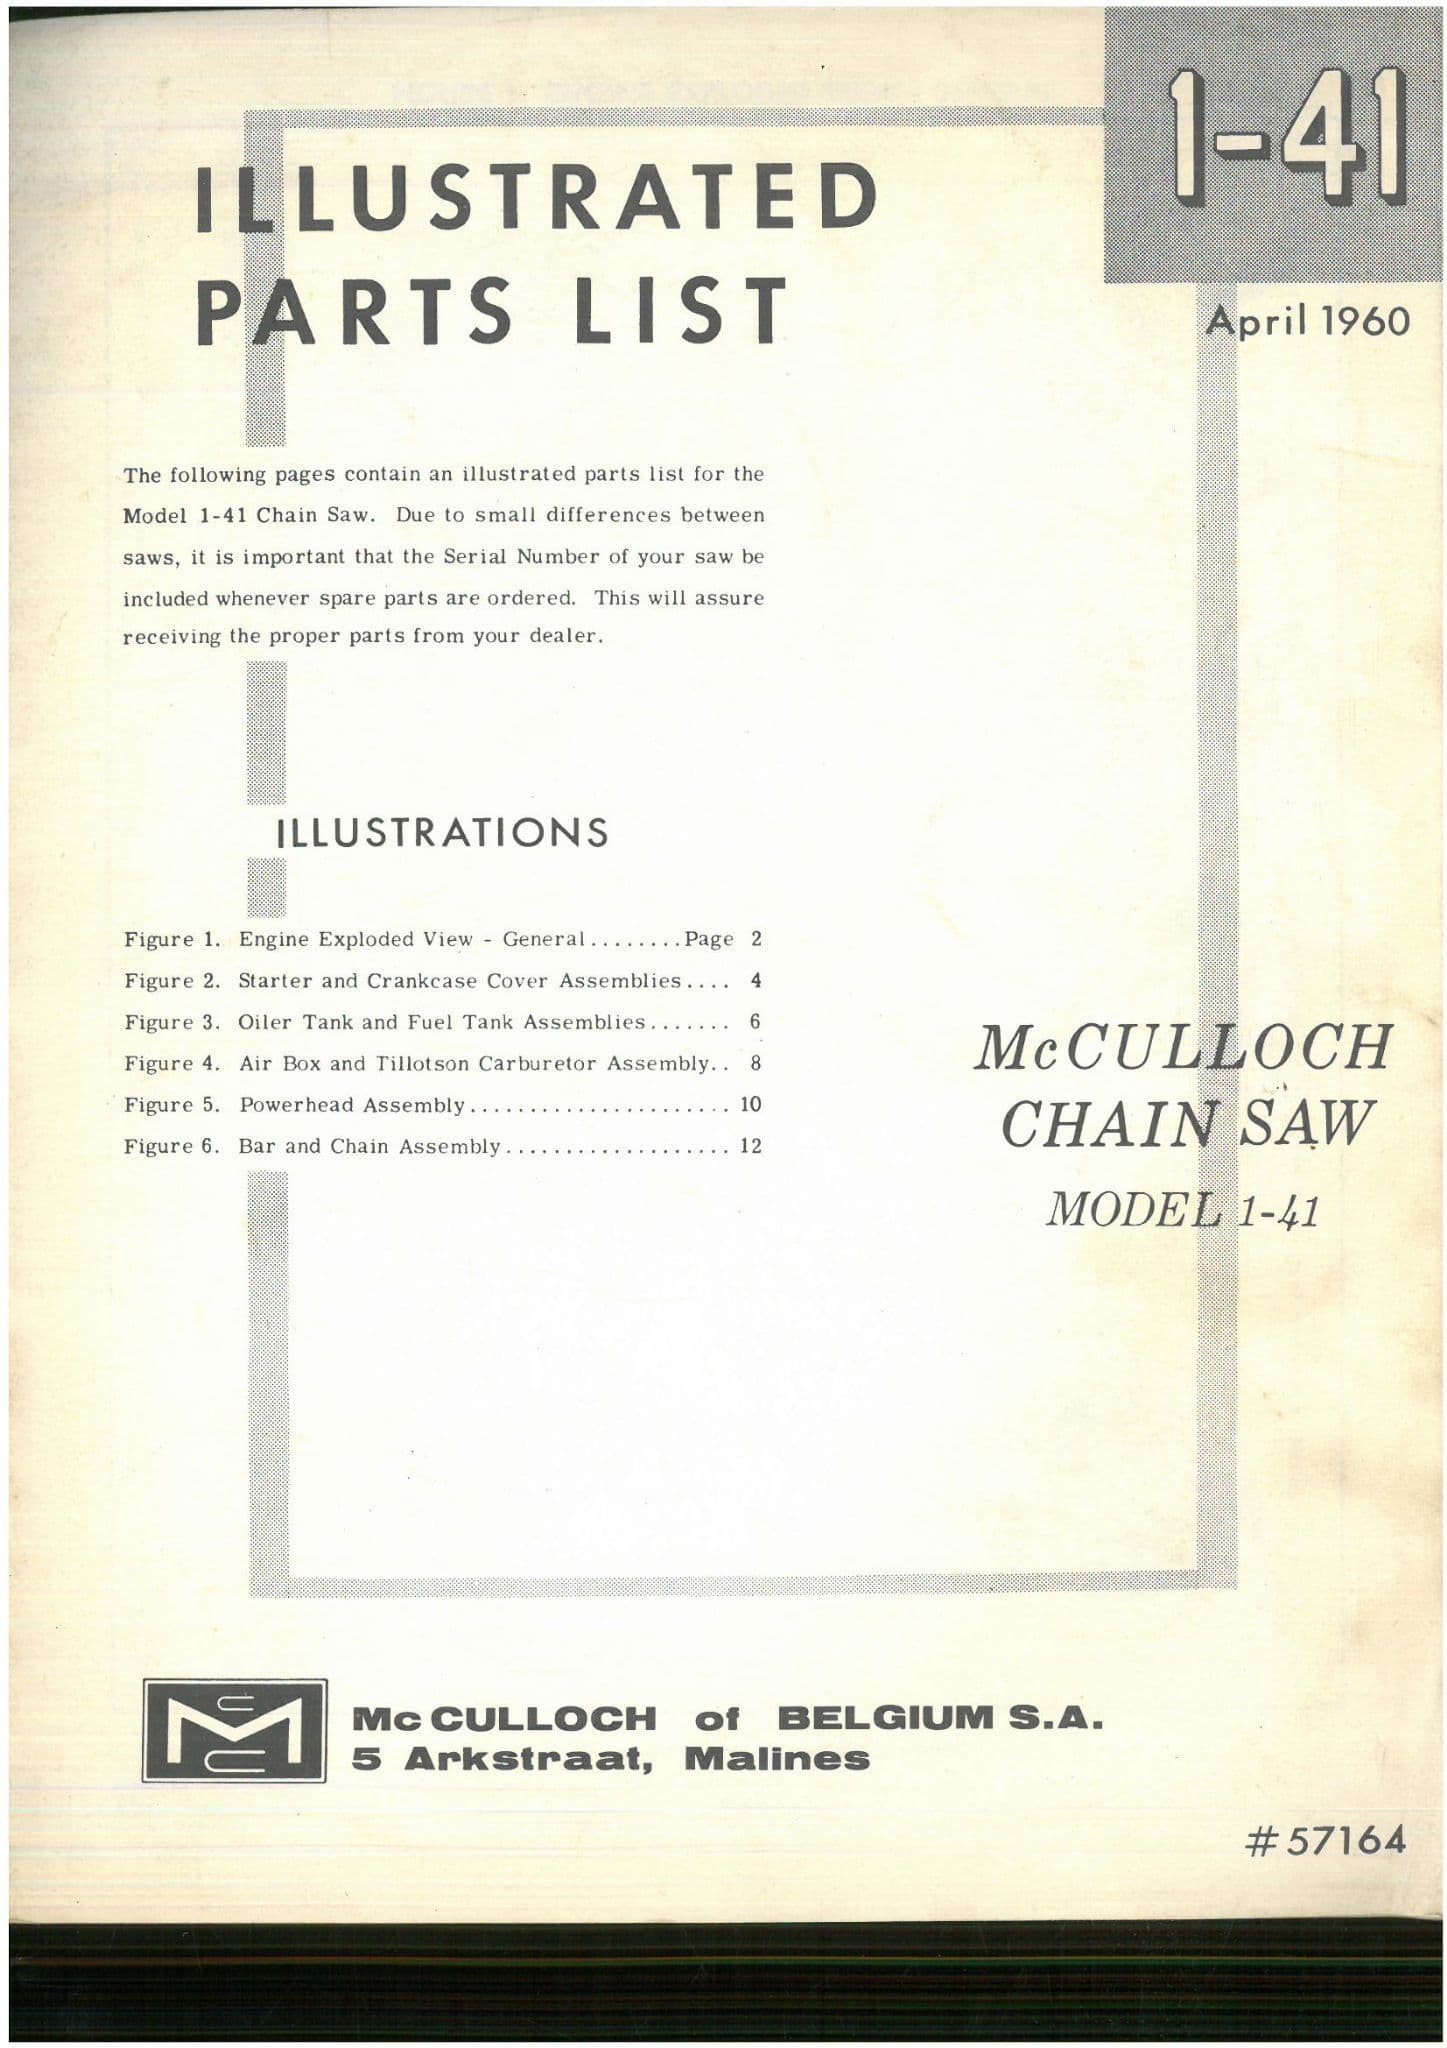 1-41
ILLUSTRATED
PARTS LIST
April 1960
The following pages contain an illustrated parts list for the
Model 1-41 Chain Saw. Due to small differences between
saws, it is important that the Serial Number of your saw be
included whenever spare parts are ordered. This will assure
receiving the proper parts from your dealer.
ILLUSTRATIONS
Figure 1. Engine Exploded View - General........Page 2
Figure 2. Starter and Crankcase Cover Assemblies.... 4
Figure 3. Oiler Tank and Fuel Tank Assemblies....... 6
Figure 4. Air Box and Tillotson Carburetor Assembly.. 8
Figure 5. Powerhead Assembly....................... 10
Figure 6. Bar and Chain Assembly................... 12
McCULLOCH
CHAIN SAW
MODEL 1-41
McCULLOCH of BELGIUM S.A.
5 Arkstraat, Malines
#57164